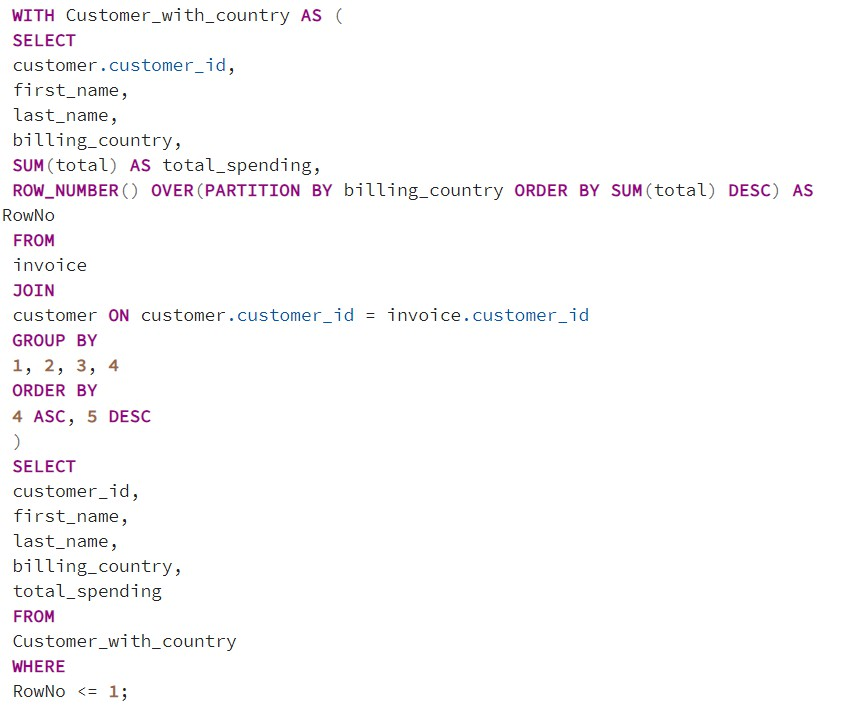 WITH Customer_with_country AS (
SELECT
customer.customer_id,
first_name,
last_name,
billing_country,
SUM(total) AS total_spending,
ROW_NUMBER() OVER(PARTITION BY billing_country ORDER BY SUM(total) DESC) AS
RowNo
FROM
invoice
JOIN
customer ON customer.customer_id = invoice.customer_id
GROUP BY
1, 2, 3, 4
ORDER BY
4 ASC, 5 DESC
)
SELECT
customer_id,
first_name,
last_name,
billing_country,
total_spending
FROM
Customer_with_country
WHERE
RowNo <= 1;